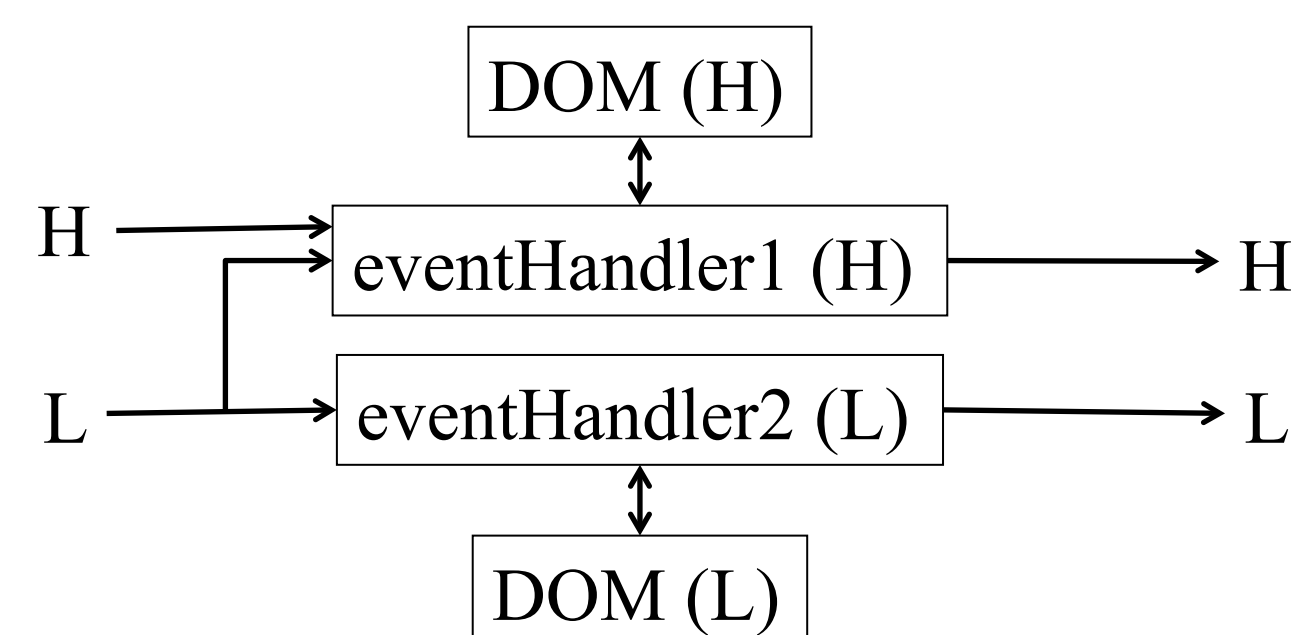 DOM (H)
H
eventHandler1 (H)
H
L
eventHandler2 (L)
L
DOM (L)